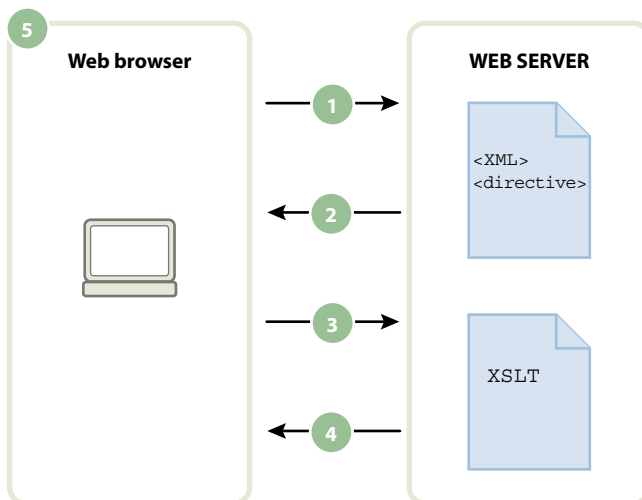 5
Web browser
WEB SERVER
1
<XML>
<directive>
2
3
XSLT
4